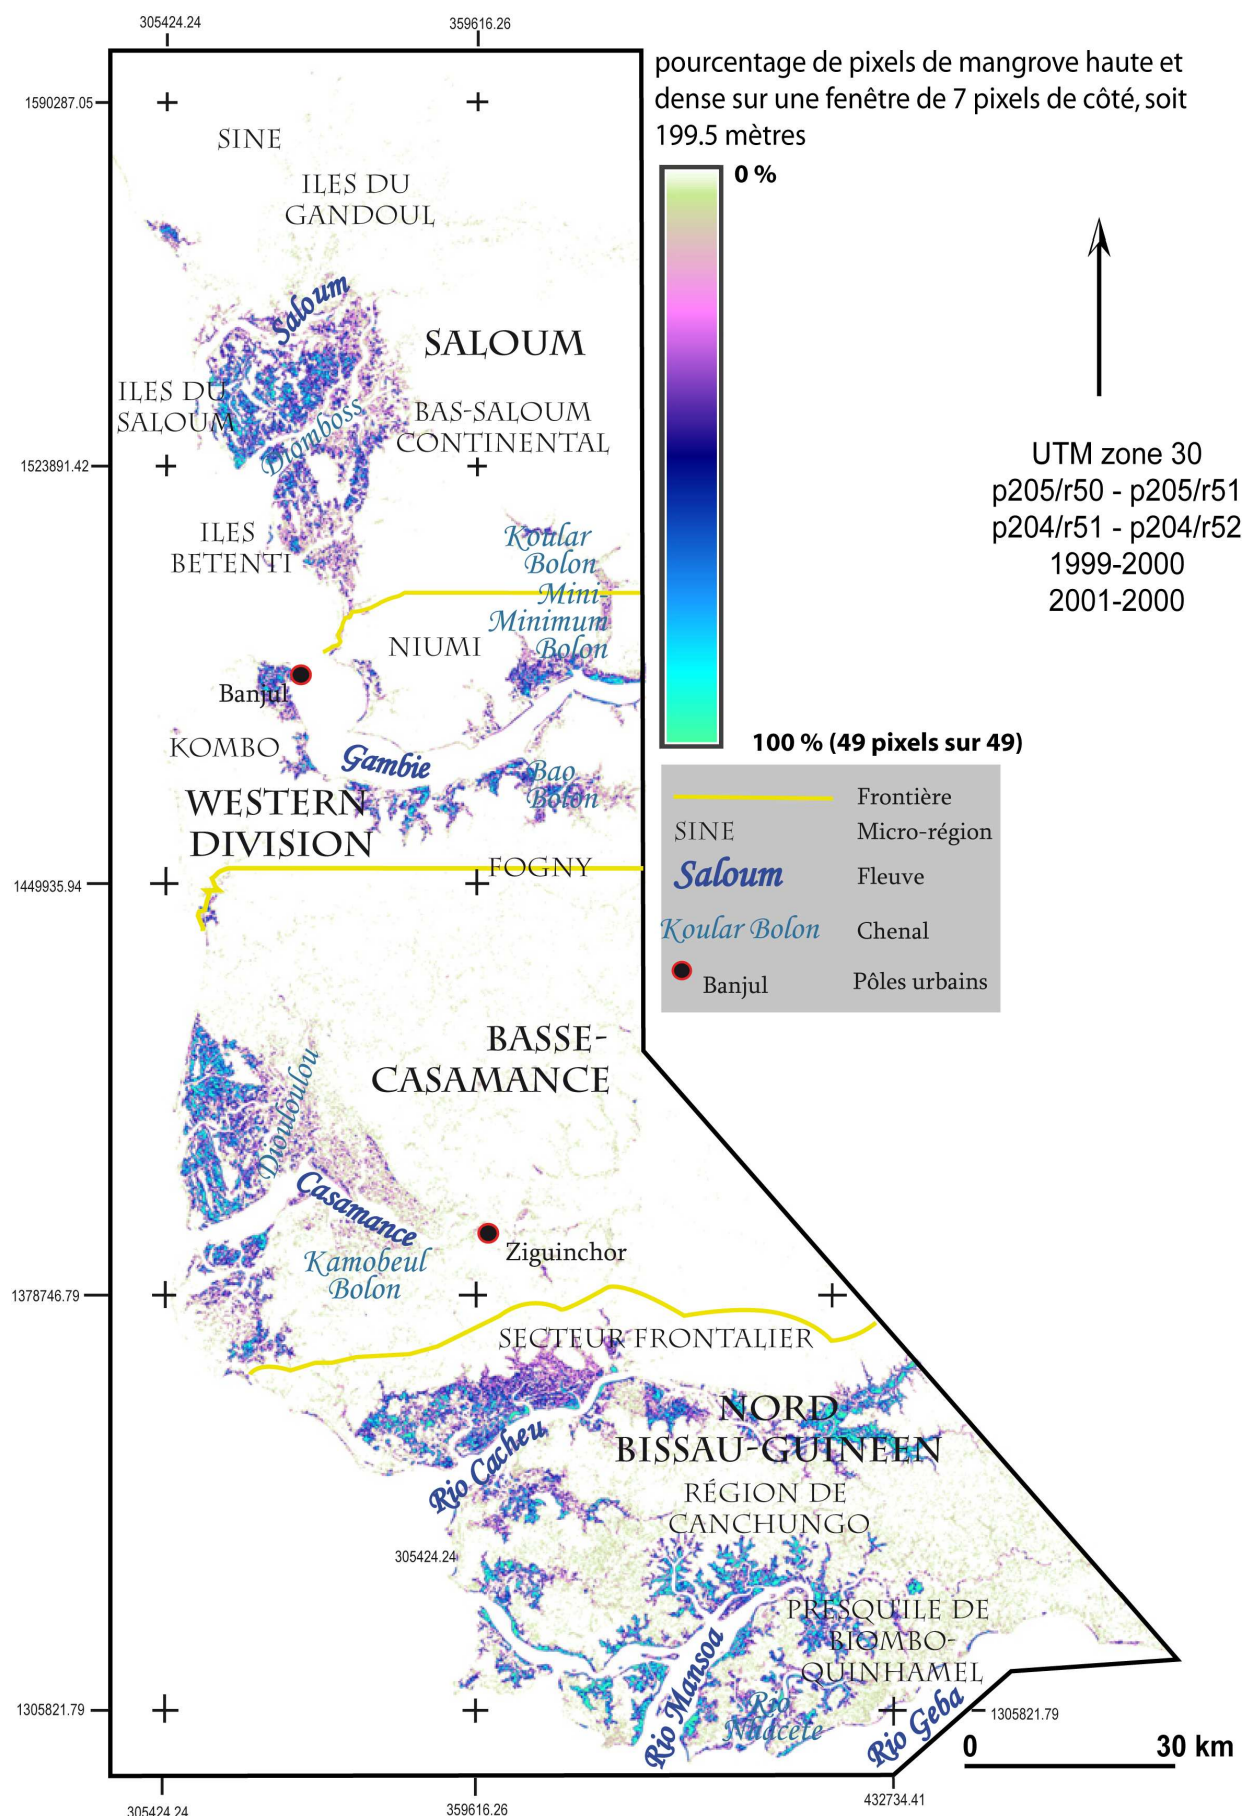 305424.24
359616.26
pourcentage de pixels de mangrove haute et
dense sur une fenêtre de 7 pixels de côté, soit
199.5 mètres
1590287.05
0 %
SINE
ILES DU
GANDOUL
Saloum
SALOUM
ILES DU
SALOUM
BAS-SALOUM
CONTINENTAL
Diomboss
1523891.42
UTM zone 30
p205/r50 - p205/r51
p204/r51 - p204/r52
1999-2000
2001-2000
ILES
BETENTI
Koular
Bolon
Mini-
Minimum
Bolon
NIUMI
Banjul
KOMBO
Gambie
100 % (49 pixels sur 49)
Bao
Bolon
WESTERN
DIVISION
Frontière
SINE
Micro-région
Saloum
Fleuve
Koular Bolon
Chenal
Banjul
Pôles urbains
FOGNY
1449935.94
BASSE-
CASAMANCE
Diouloulou
Casamance
Ziguinchor
Kamobeul
Bolon
1378746.79
SECTEUR FRONTALIER
NORD
BISSAU-GUINEEN
Rio Cacheu
RÉGION DE
CANCHUNGO
305424.24
PRESQU'ILE DE
BIOMBO-
QUINHAMEL
Rio Mansoa
Rio
Naacete
Rio Geba
1305821.79
1305821.79
0
30 km
305424.24
359616.26
432734.41